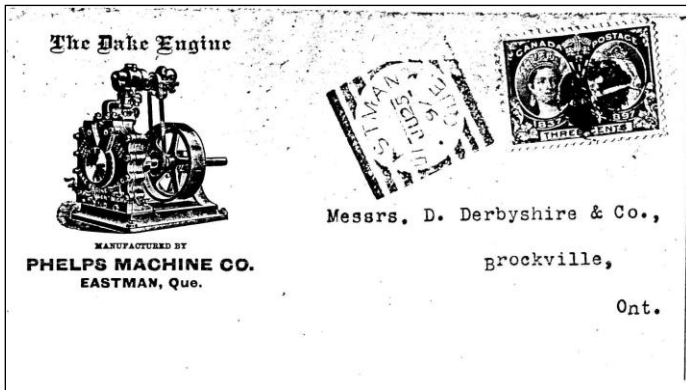 The Dake Engine
MANUFACTURED BY
PHELPS MACHINE CO.
EASTMAN, Que.
CANADA POSTAGE
1837 1897
THREE CENTS
Messrs. D. Derbyshire & Co.,
Brockville,
Ont.